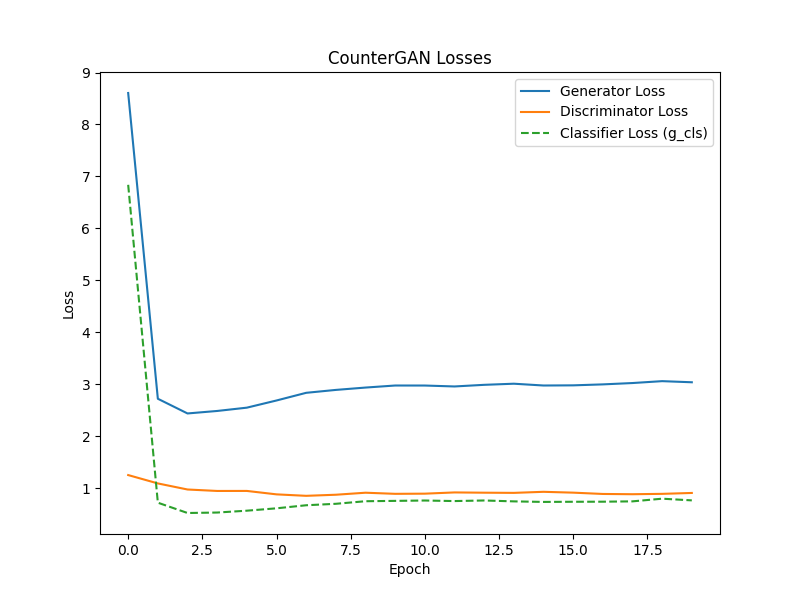 CounterGAN Losses
Generator Loss
Discriminator Loss
Classifier Loss (g_cls)
9
8
7
6
5
4
3
2
1
Loss
0.0 2.5 5.0 7.5 10.0 12.5 15.0 17.5
Epoch